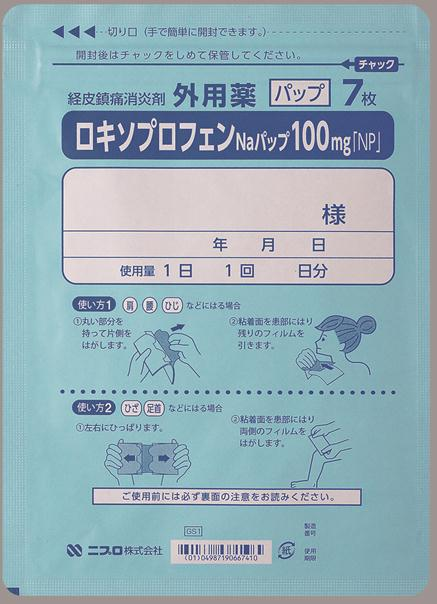 切り口(手で簡単に開封できます。)
開封後はチャックをしめて保管してください。
チャック
経皮鎮痛消炎剤 外用薬 パップ 7枚
ロキソプロフェンNaパップ100mg「NP」
様
年 月 日
使用量 1日 1回 日分
使い方1 肩 腰 ひじ などにはる場合
①丸い部分を
持って片側を
はがします。
②粘着面を患部にはり
残りのフィルムを
引きます。
使い方2 ひざ 足首 などにはる場合
①左右にひっぱります。
②粘着面を患部にはり
両側のフィルムを
はがします。
ご使用前には必ず裏面の注意をお読みください。
GS1
製造
番号
ニプロ株式会社
(01)04987190667410
紙
使用
期限